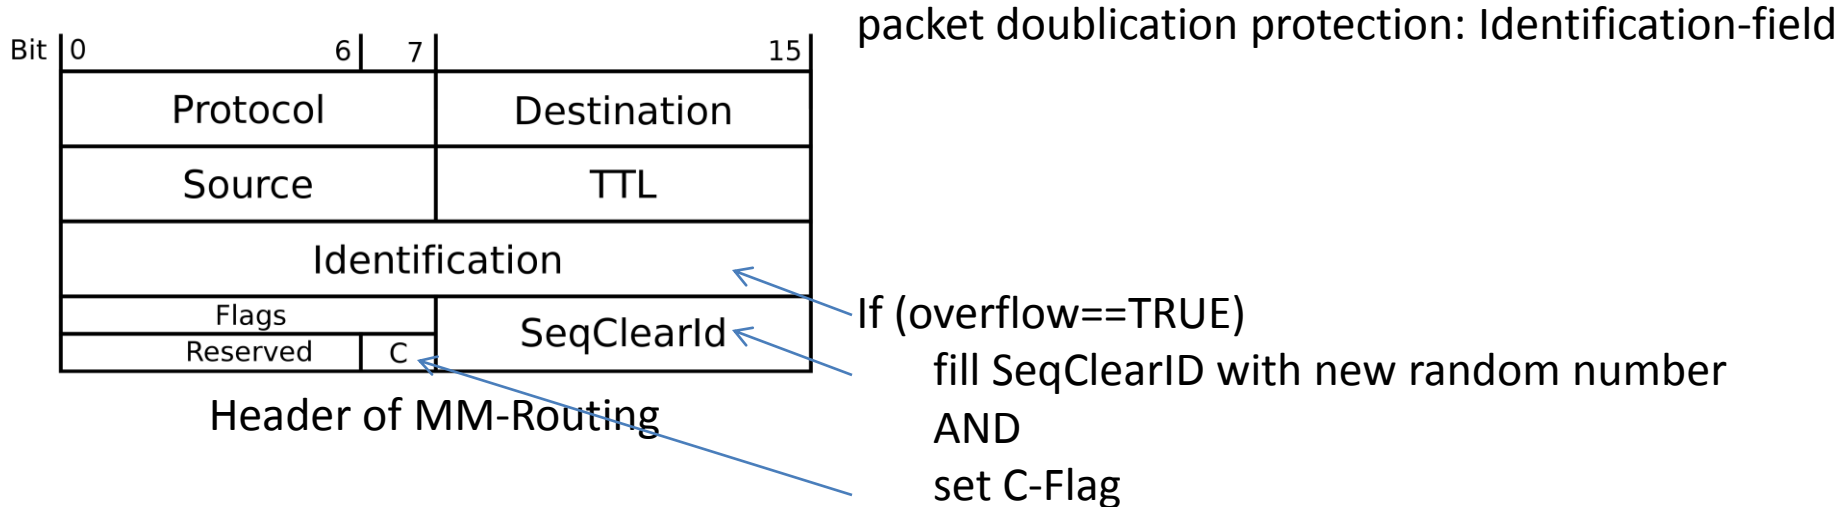 packet doublication protection: Identification-field
Bit 0 6 7 15
Protocol Destination
Source TTL
Identification
If (overflow==TRUE)
Flags
SeqClearId
Reserved C
fill SeqClearID with new random number
Header of MM-Routing
AND
set C-Flag